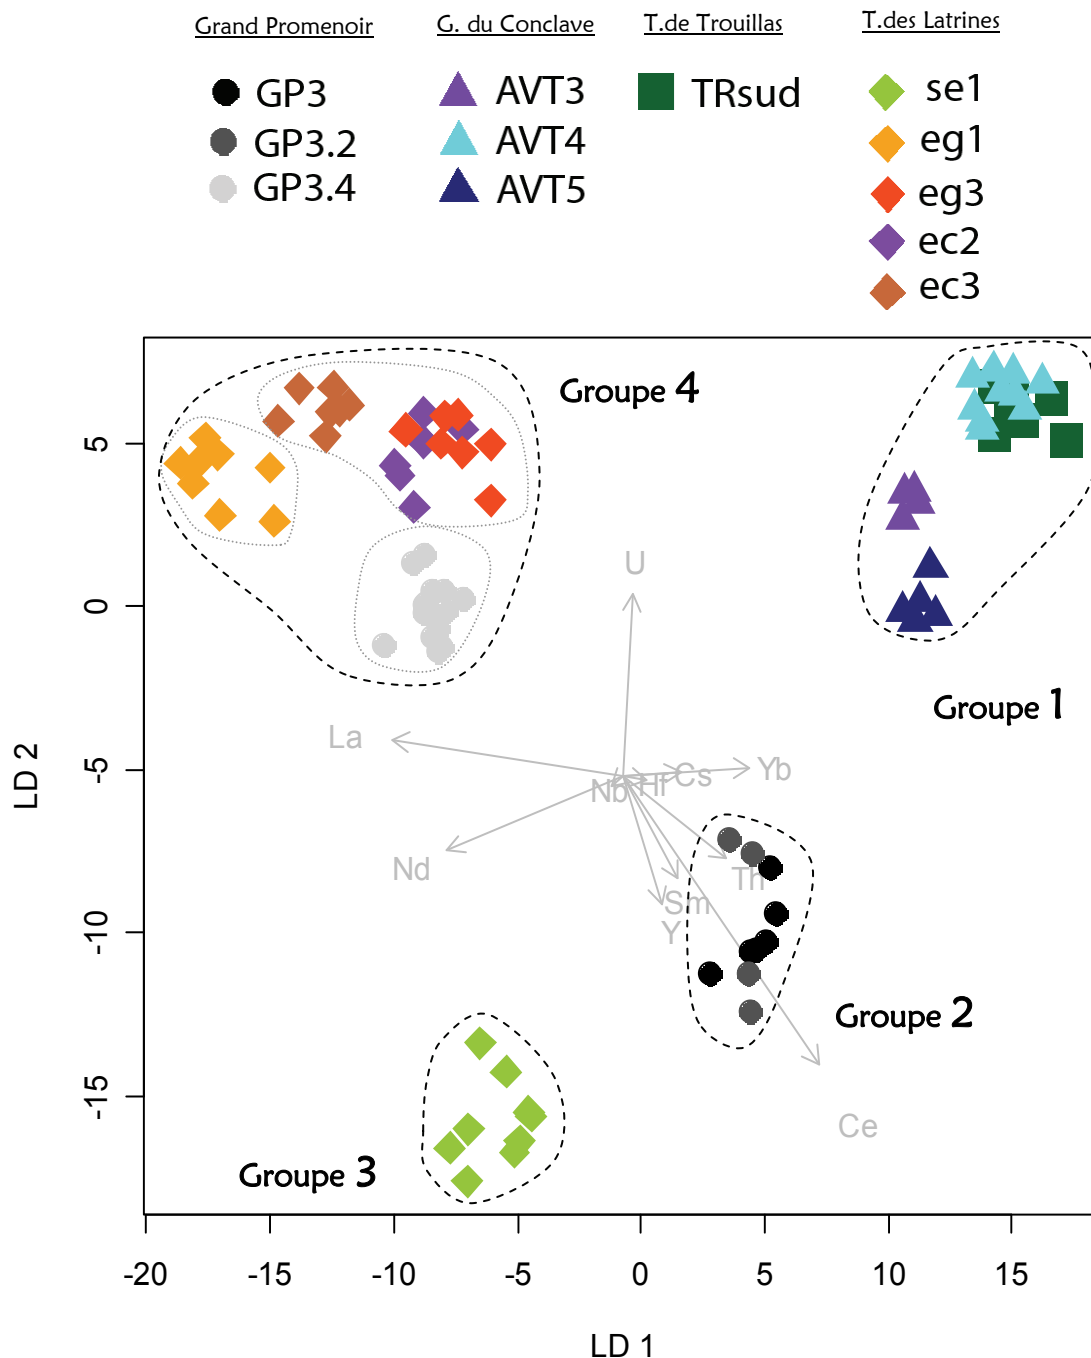 Grand Promenoir G. du Conclave T.de Trouillas T.des Latrines
GP3 AVT3 TRsud se1
GP3.2 AVT4 eg1
GP3.4 AVT5 eg3
ec2
ec3
Groupe 4
5
U
0
Groupe 1
La
LD 2
-5
Nb Hf Cs Yb
Nd
Th
Sm
Y
-10
Groupe 2
-15
Ce
Groupe 3
-20 -15 -10 -5 0 5 10 15
LD 1